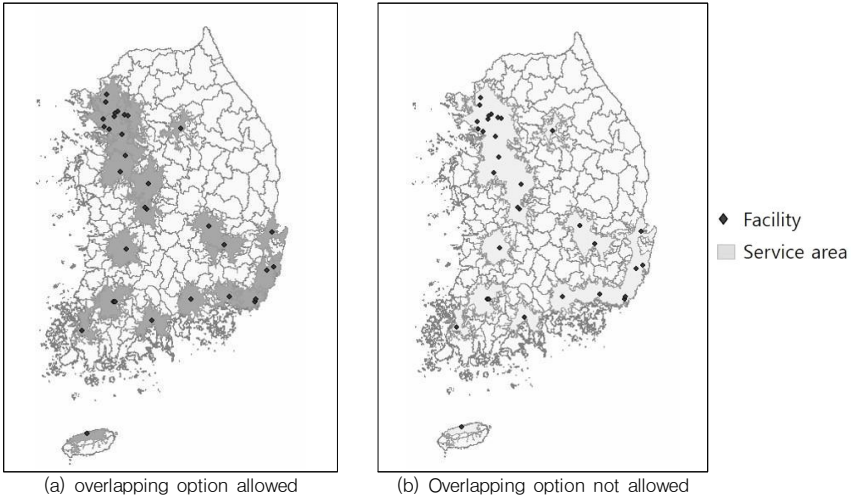 Facility
Service area
(a) overlapping option allowed
(b) Overlapping option not allowed